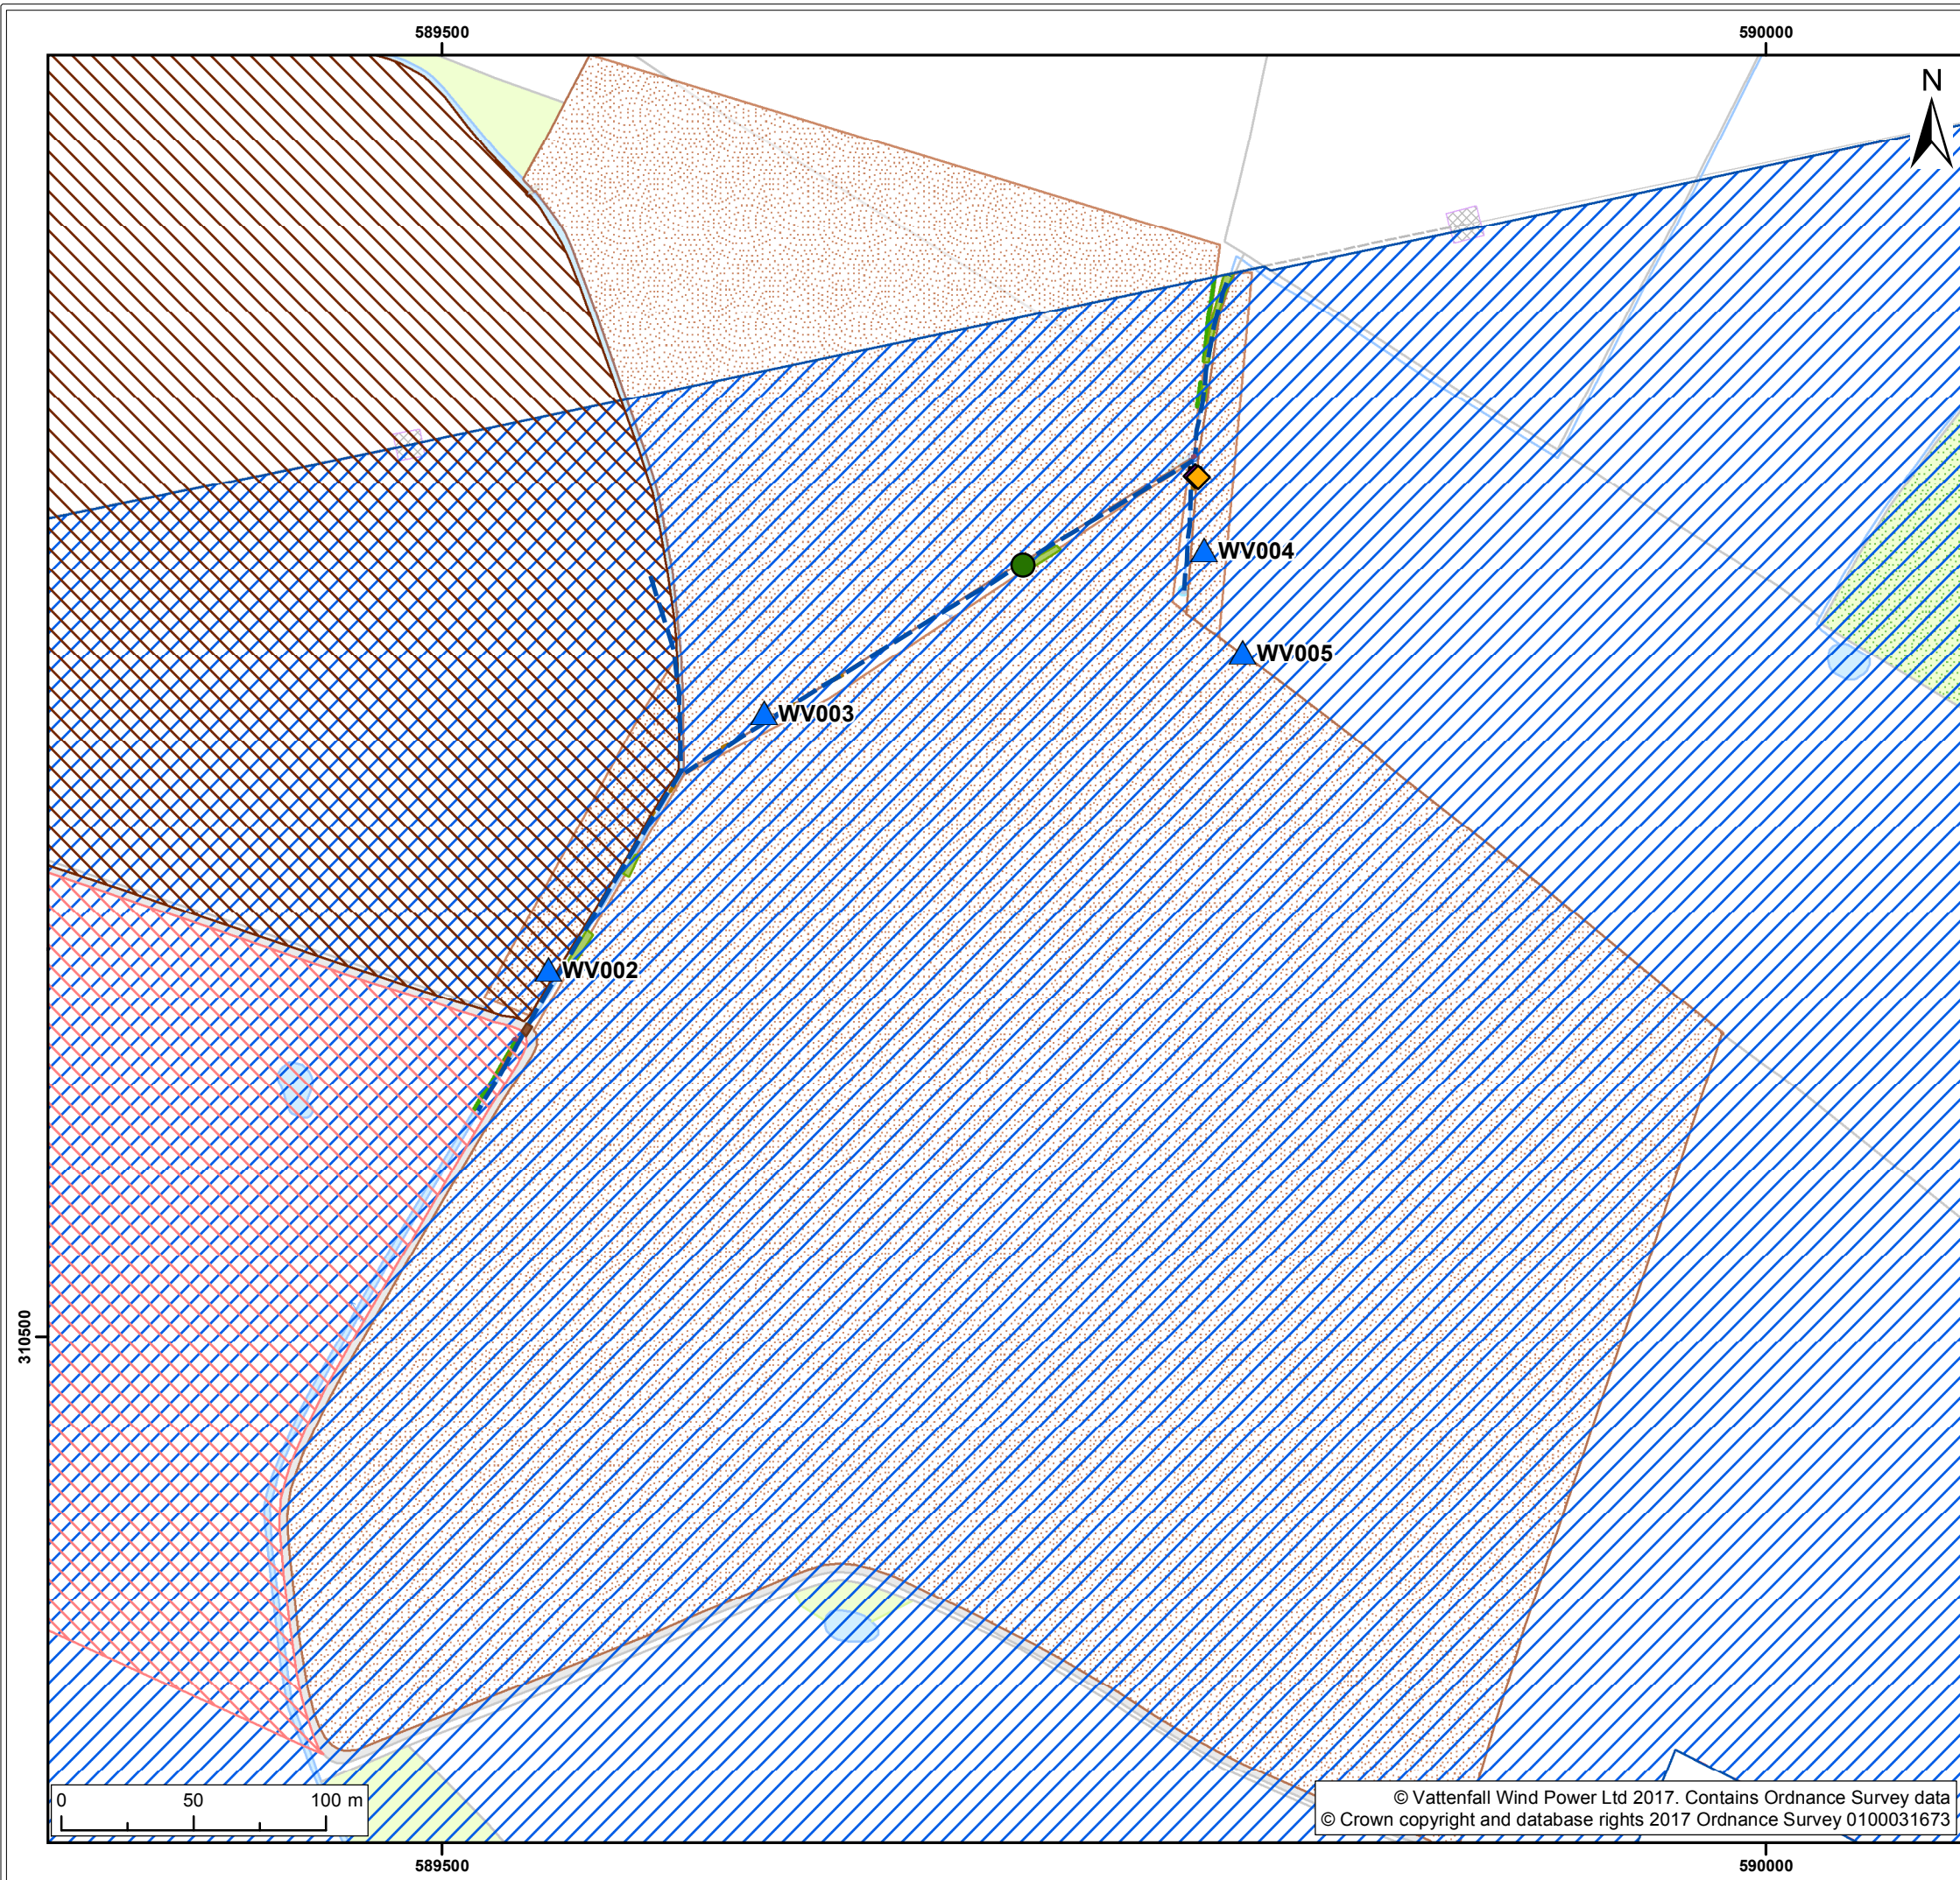 589500
590000
N
WV004
WV005
WV003
WV002
310500
0 50 100 m
© Vattenfall Wind Power Ltd 2017. Contains Ordnance Survey data
© Crown copyright and database rights 2017 Ordnance Survey 0100031673
589500
590000